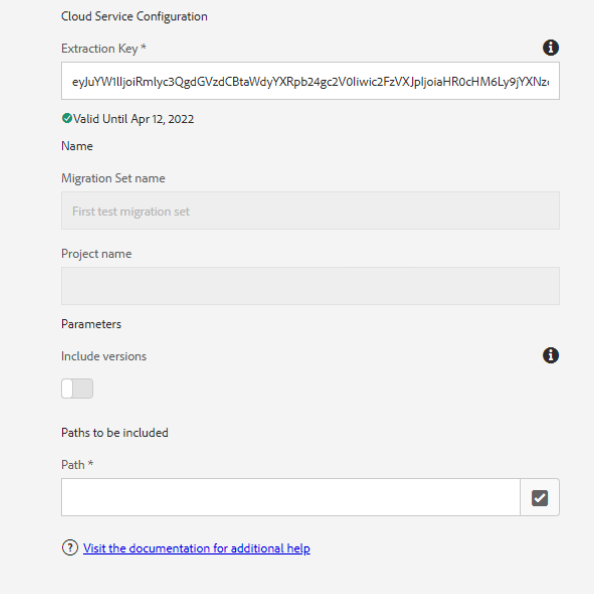 Cloud Service Configuration
Extraction Key *
eyJuYW1lIjoiRmlyc3QgdGVzdCBtaWdyYXRpb24gc2V0Iiwic2FzVXJpIjoiaHR0cHM6Ly9jYXNz
Valid Until Apr 12, 2022
Name
Migration Set name
First test migration set
Project name
Parameters
Include versions
Paths to be included
Path *
Visit the documentation for additional help